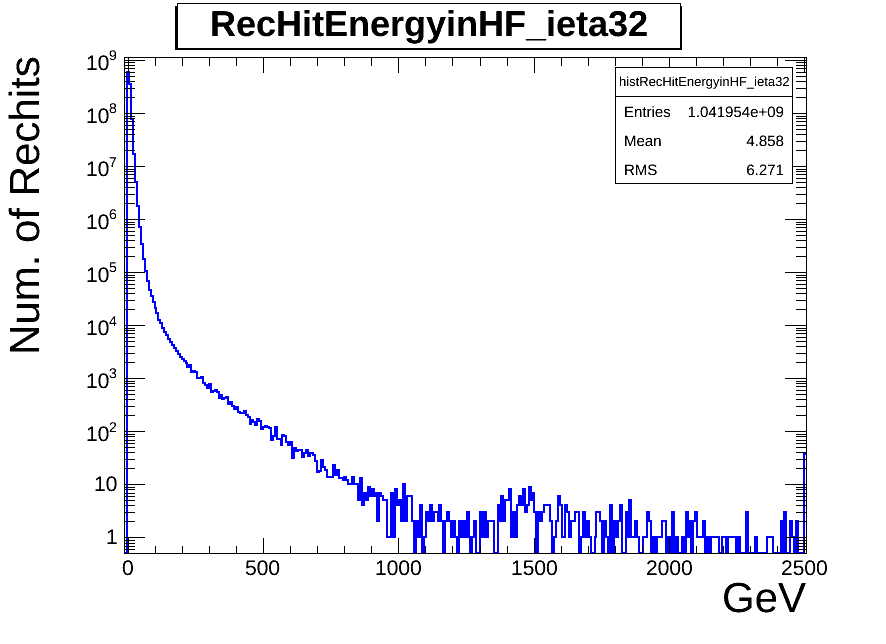 RecHitEnergyinHF_ieta32
Num. of Rechits
histRecHitEnergyinHF_ieta32
Entries 1.041954e+09
Mean 4.858
RMS 6.271
10⁹
10⁸
10⁷
10⁶
10⁵
10⁴
10³
10²
10
1
0 500 1000 1500 2000 2500
GeV